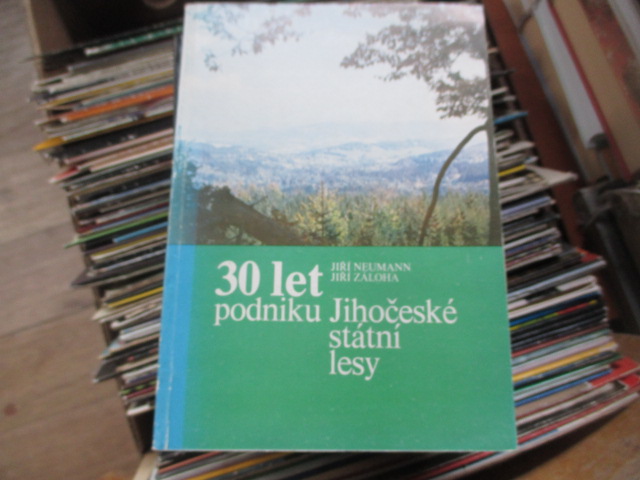 30 let
JIŘÍ NEUMANN
JIŘÍ ZÁLOHA
podniku Jihočeské
státní
lesy